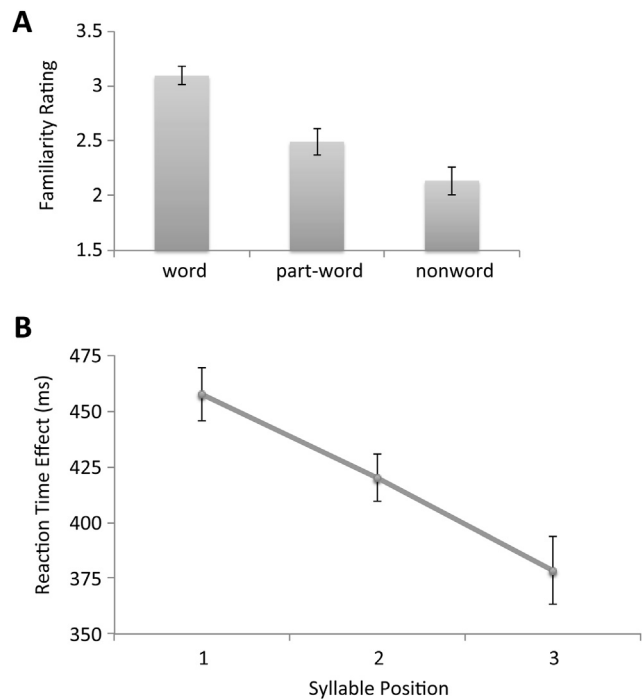 A
Familiarity Rating
3.5
3
2.5
2
1.5
word part-word nonword
B
Reaction Time Effect (ms)
475
450
425
400
375
350
1 2 3
Syllable Position